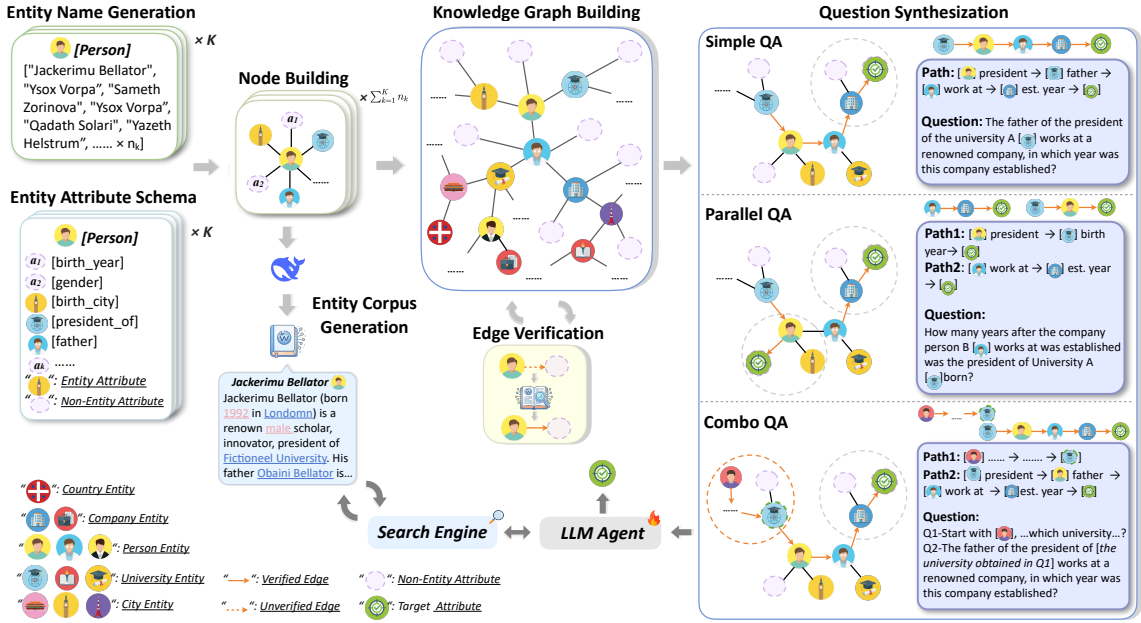 Entity Name Generation
[Person]
× K
["Jackerimu Bellator",
"Ysox Vorpa", "Sameth
Zorinova", "Ysox Vorpa",
"Qadath Solari", "Yazeth
Helstrum", ...... × nk]
Entity Attribute Schema
[Person]
× K
a1 [birth_year]
a2 [gender]
[birth_city]
[president_of]
[father]
ak ......
" ": Entity Attribute
" ": Non-Entity Attribute
Node Building
× ∑_{k=1}^{K} n_k
a1
a2
......
Entity Corpus
Generation
W
Jackerimu Bellator
Jackerimu Bellator (born
1992 in Londomn) is a
renown male scholar,
innovator, president of
Fictioneel University. His
father Obaini Bellator is...
Knowledge Graph Building
......
......
......
......
......
......
......
Edge Verification
Search Engine
LLM Agent
" ": Country Entity
" ": Company Entity
" ": Person Entity
" ": University Entity
" ": City Entity
" ": Verified Edge
" ": Unverified Edge
" ": Non-Entity Attribute
" ": Target Attribute
Question Synthesization
Simple QA
......
Path: [ ] president → [ ] father →
[ ] work at → [ ] est. year → [ ]
Question: The father of the president
of the university A [ ] works at a
renowned company, in which year was
this company established?
Parallel QA
......
Path1: [ ] president → [ ] birth
year→ [ ]
Path2: [ ] work at → [ ] est. year
→ [ ]
Question:
How many years after the company
person B [ ] works at was established
was the president of University A
[ ]born?
Combo QA
......
......
Path1: [ ] ...... → ....... → [ ]
Path2: [ ] president → [ ] father →
[ ] work at → [ ]est. year → [ ]
Question:
Q1-Start with [ ], ...which university...?
Q2-The father of the president of [the
university obtained in Q1] works at a
renowned company, in which year was
this company established?